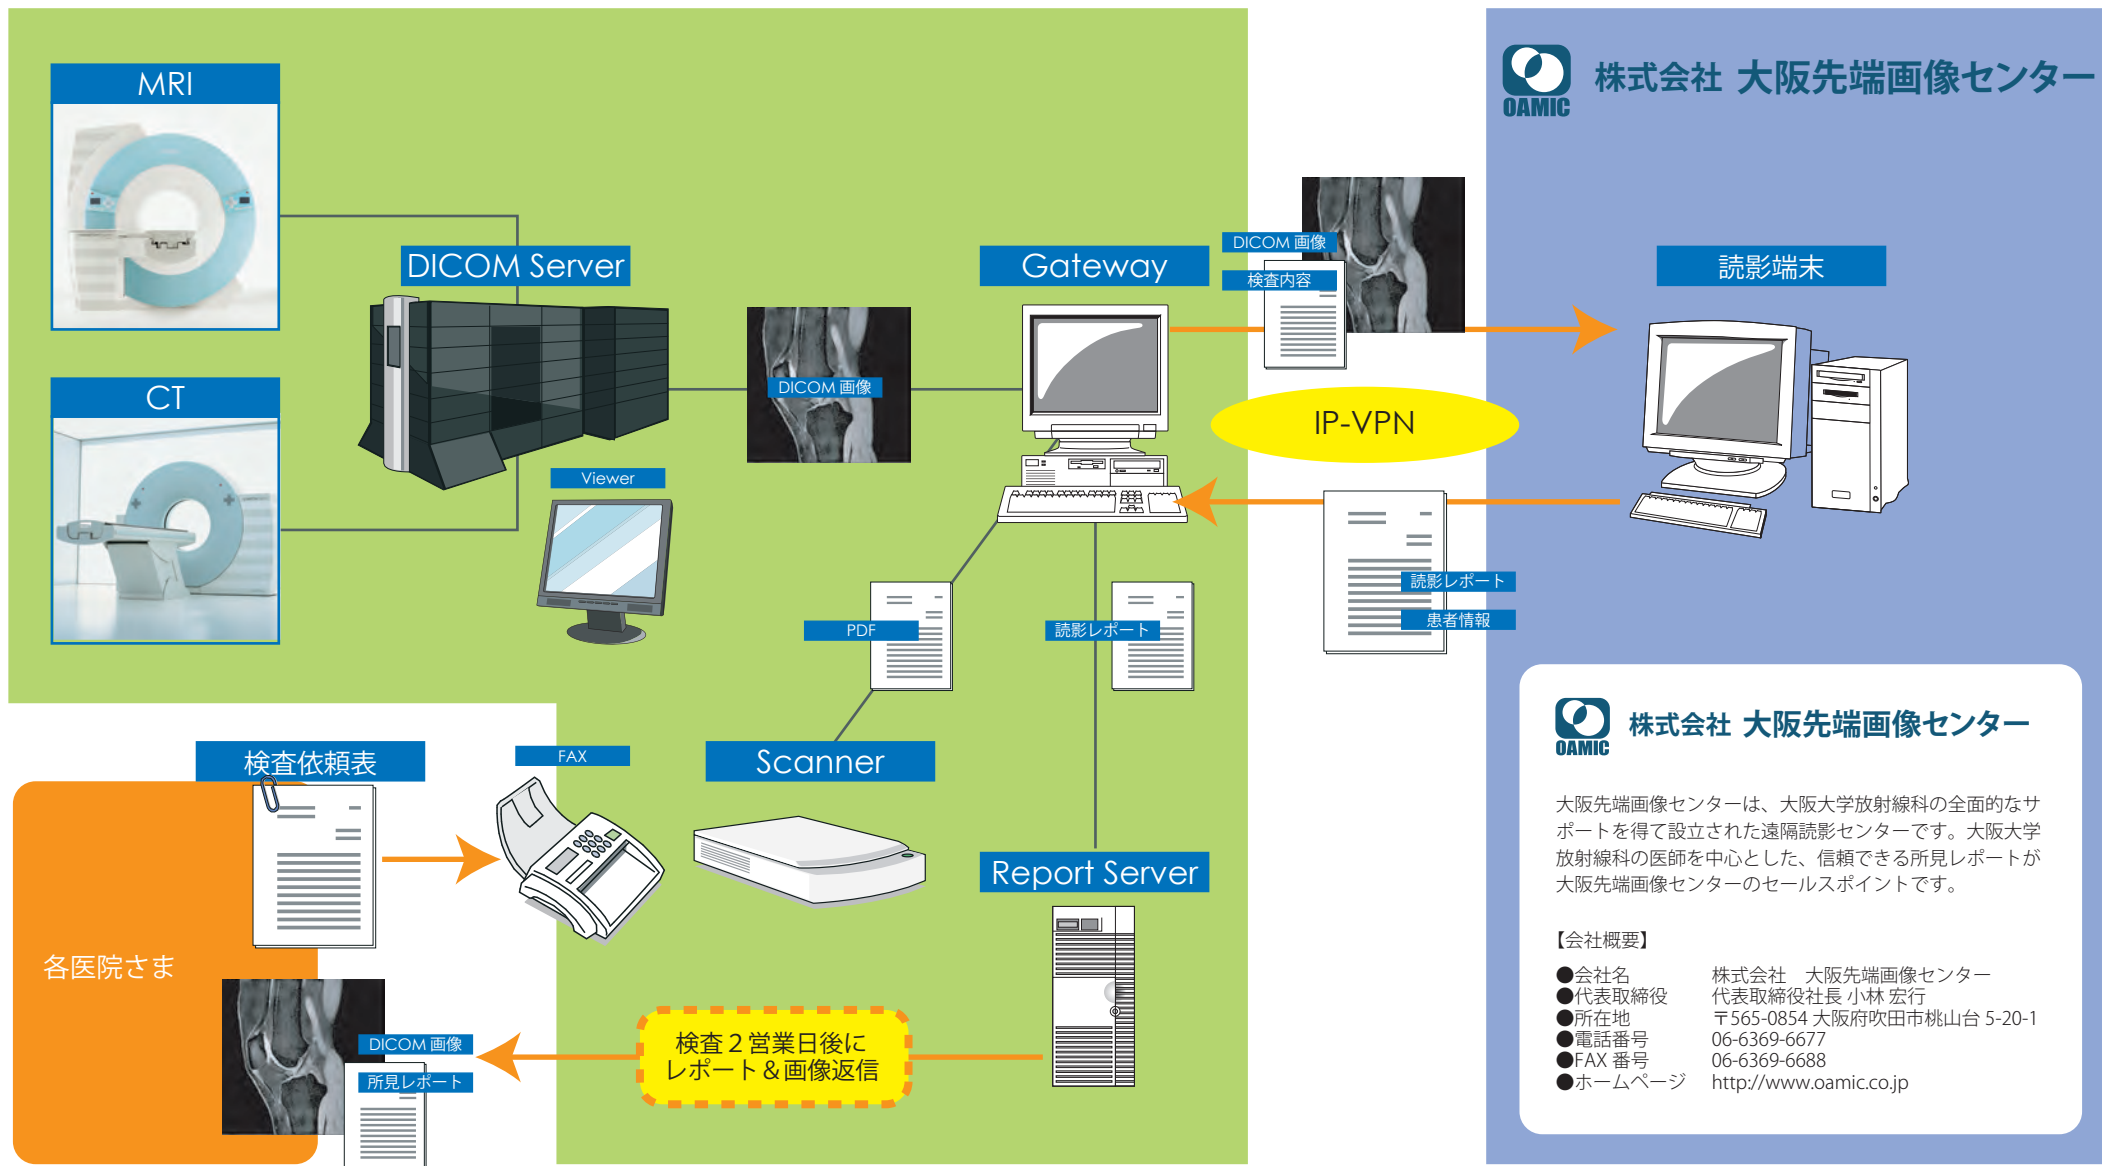 MRI
CT
DICOM Server
Viewer
DICOM 画像
Gateway
DICOM 画像
検査内容
IP-VPN
読影レポート
患者情報
OAMIC
株式会社 大阪先端画像センター
読影端末
PDF
読影レポート
検査依頼表
FAX
Scanner
Report Server
各医院さま
DICOM 画像
所見レポート
検査２営業日後に
レポート＆画像返信
OAMIC
株式会社 大阪先端画像センター
大阪先端画像センターは、大阪大学放射線科の全面的なサ
ポートを得て設立された遠隔読影センターです。大阪大学
放射線科の医師を中心とした、信頼できる所見レポートが
大阪先端画像センターのセールスポイントです。
【会社概要】
●会社名 株式会社　大阪先端画像センター
●代表取締役 代表取締役社長 小林 宏行
●所在地 〒565-0854 大阪府吹田市桃山台 5-20-1
●電話番号 06-6369-6677
●FAX 番号 06-6369-6688
●ホームページ http://www.oamic.co.jp